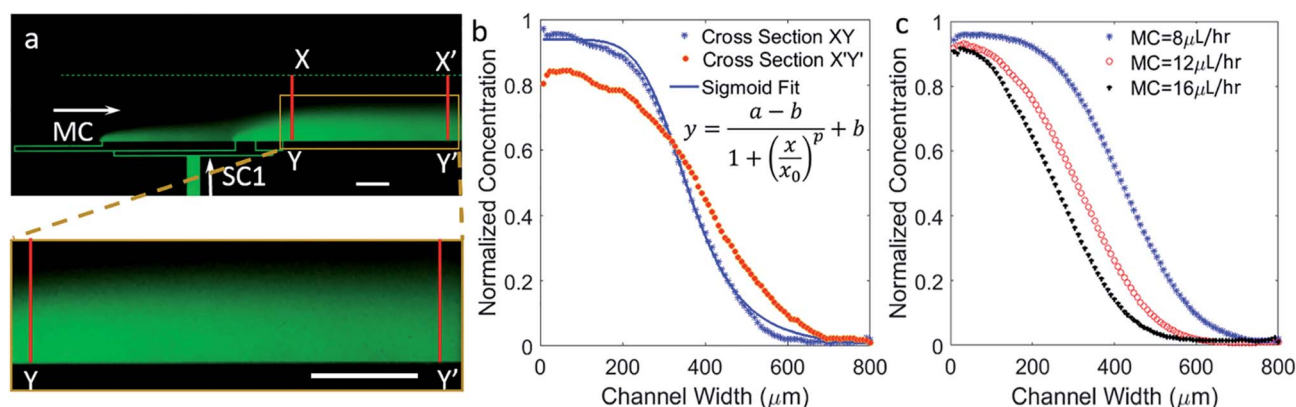 a
X
X'
MC
Y
Y'
SC1
Y
Y'
b
Normalized Concentration
1
0.8
0.6
0.4
0.2
0
0
200
400
600
800
Channel Width (μm)
Cross Section XY
Cross Section X'Y'
Sigmoid Fit
y = (a − b) / (1 + (x/x₀)ᵖ) + b
c
Normalized Concentration
1
0.8
0.6
0.4
0.2
0
0
200
400
600
800
Channel Width (μm)
MC=8μL/hr
MC=12μL/hr
MC=16μL/hr